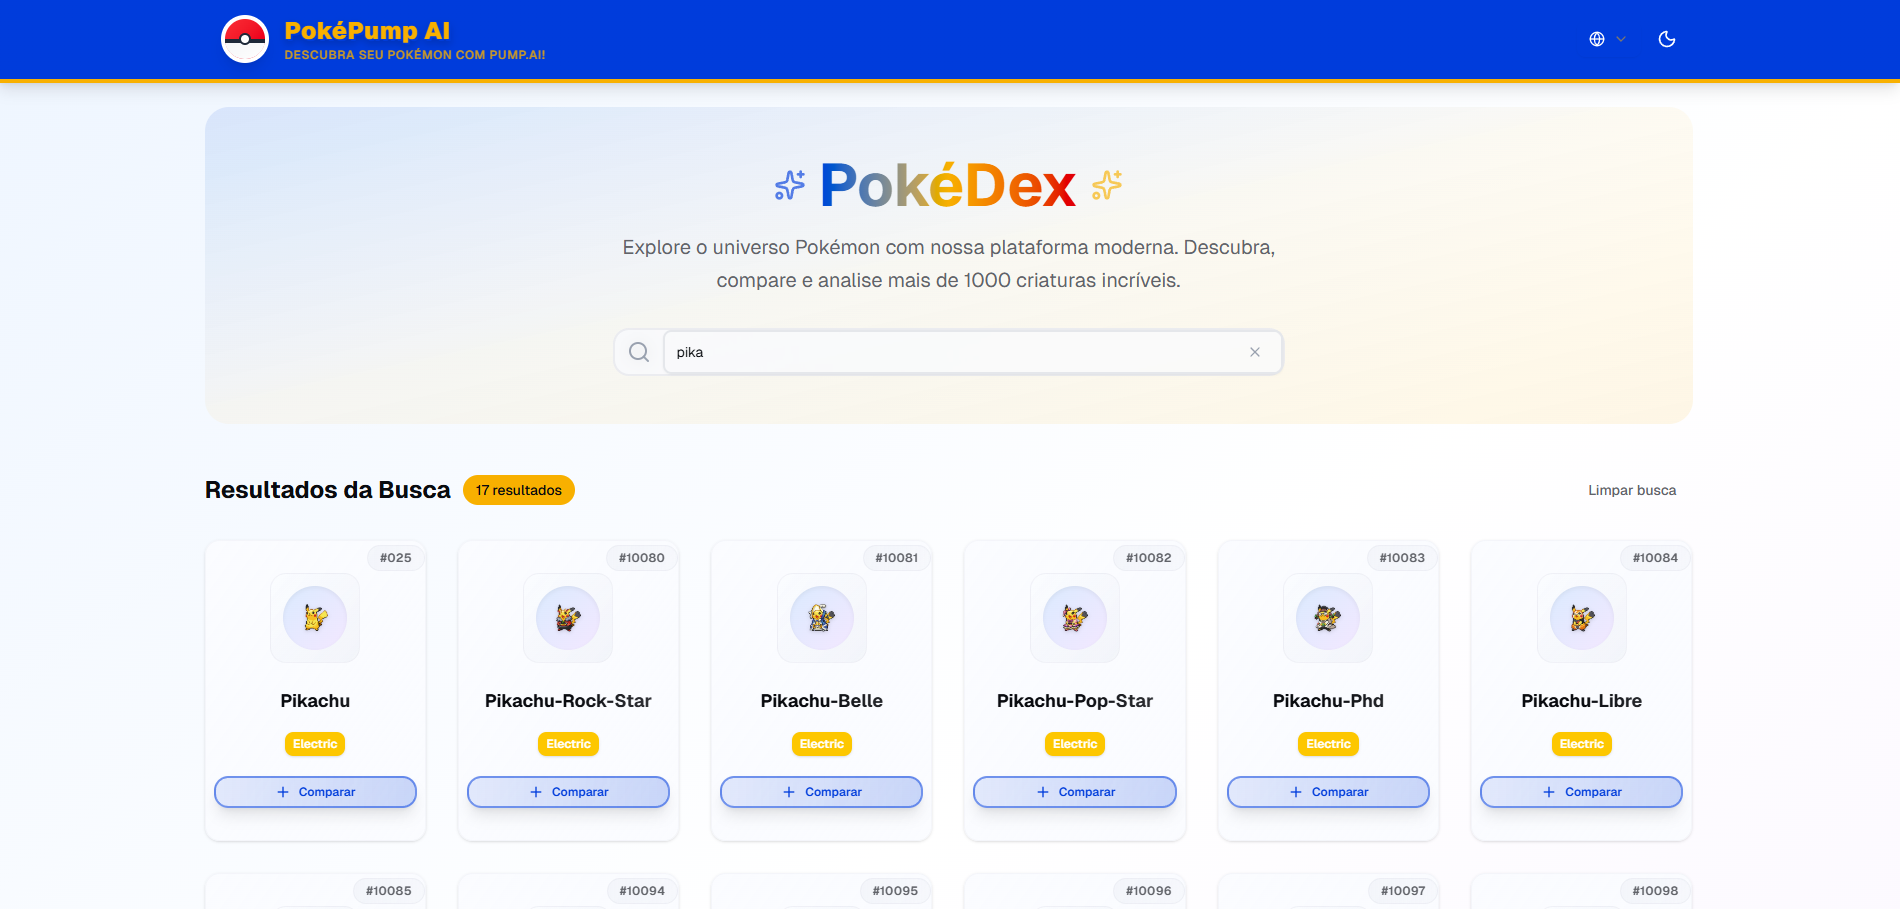 PokéPump AI
DESCUBRA SEU POKÉMON COM PUMP.AI!
PokéDex
Explore o universo Pokémon com nossa plataforma moderna. Descubra,
compare e analise mais de 1000 criaturas incríveis.
pika
Resultados da Busca
17 resultados
Limpar busca
#025
#10080
#10081
#10082
#10083
#10084
Pikachu
Pikachu-Rock-Star
Pikachu-Belle
Pikachu-Pop-Star
Pikachu-Phd
Pikachu-Libre
Electric
Electric
Electric
Electric
Electric
Electric
Comparar
Comparar
Comparar
Comparar
Comparar
Comparar
#10085
#10094
#10095
#10096
#10097
#10098